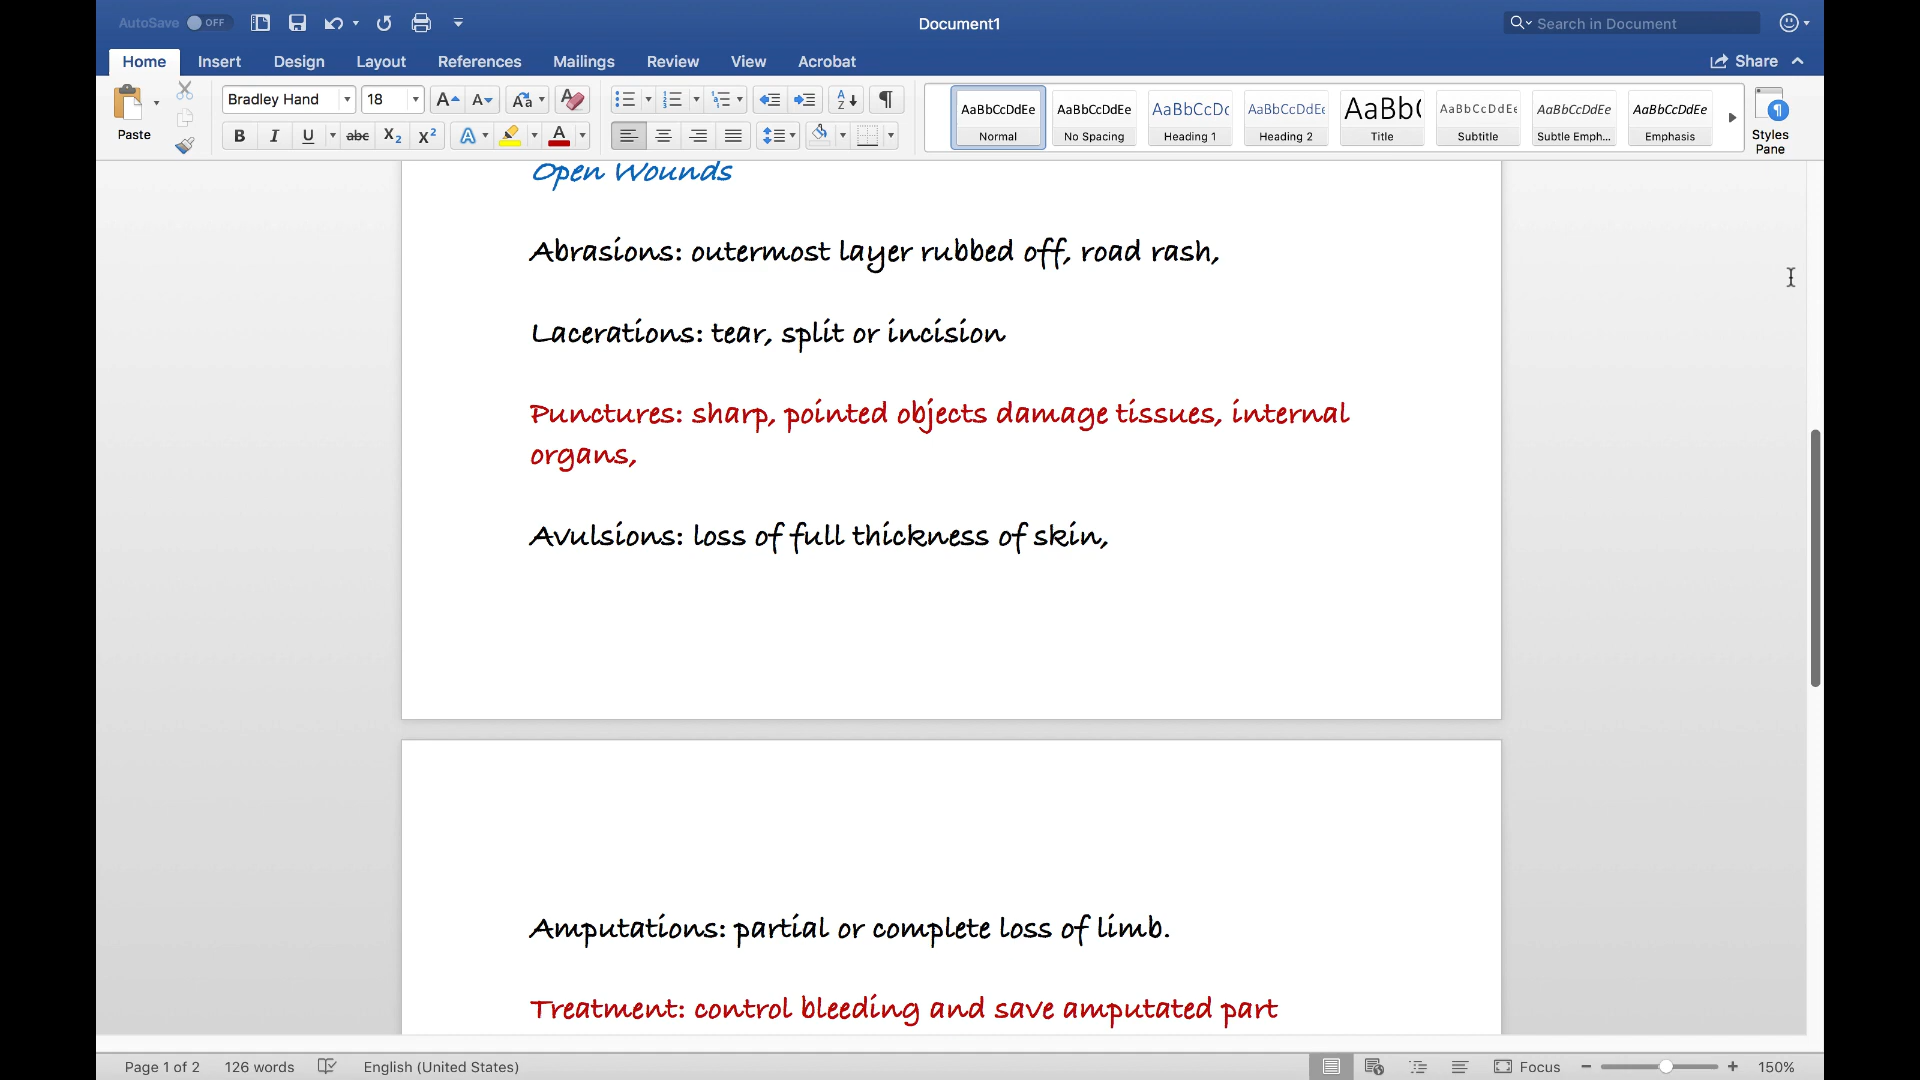 AutoSave OFF
Document1
Search in Document
Home Insert Design Layout References Mailings Review View Acrobat
Share
Paste
Bradley Hand 18
AaBbCcDdEe AaBbCcDdEe AaBbCcDc AaBbCcDdEe AaBb( AaBbCcDdEe AaBbCcDdEe AaBbCcDdEe
Normal No Spacing Heading 1 Heading 2 Title Subtitle Subtle Emph... Emphasis
Styles
Pane
B I U abc X₂ X² A A
Open Wounds
Abrasions: outermost layer rubbed off, road rash,
Lacerations: tear, split or incision
Punctures: sharp, pointed objects damage tissues, internal
organs,
Avulsions: loss of full thickness of skin,
Amputations: partial or complete loss of limb.
Treatment: control bleeding and save amputated part
Page 1 of 2 126 words English (United States) Focus 150%